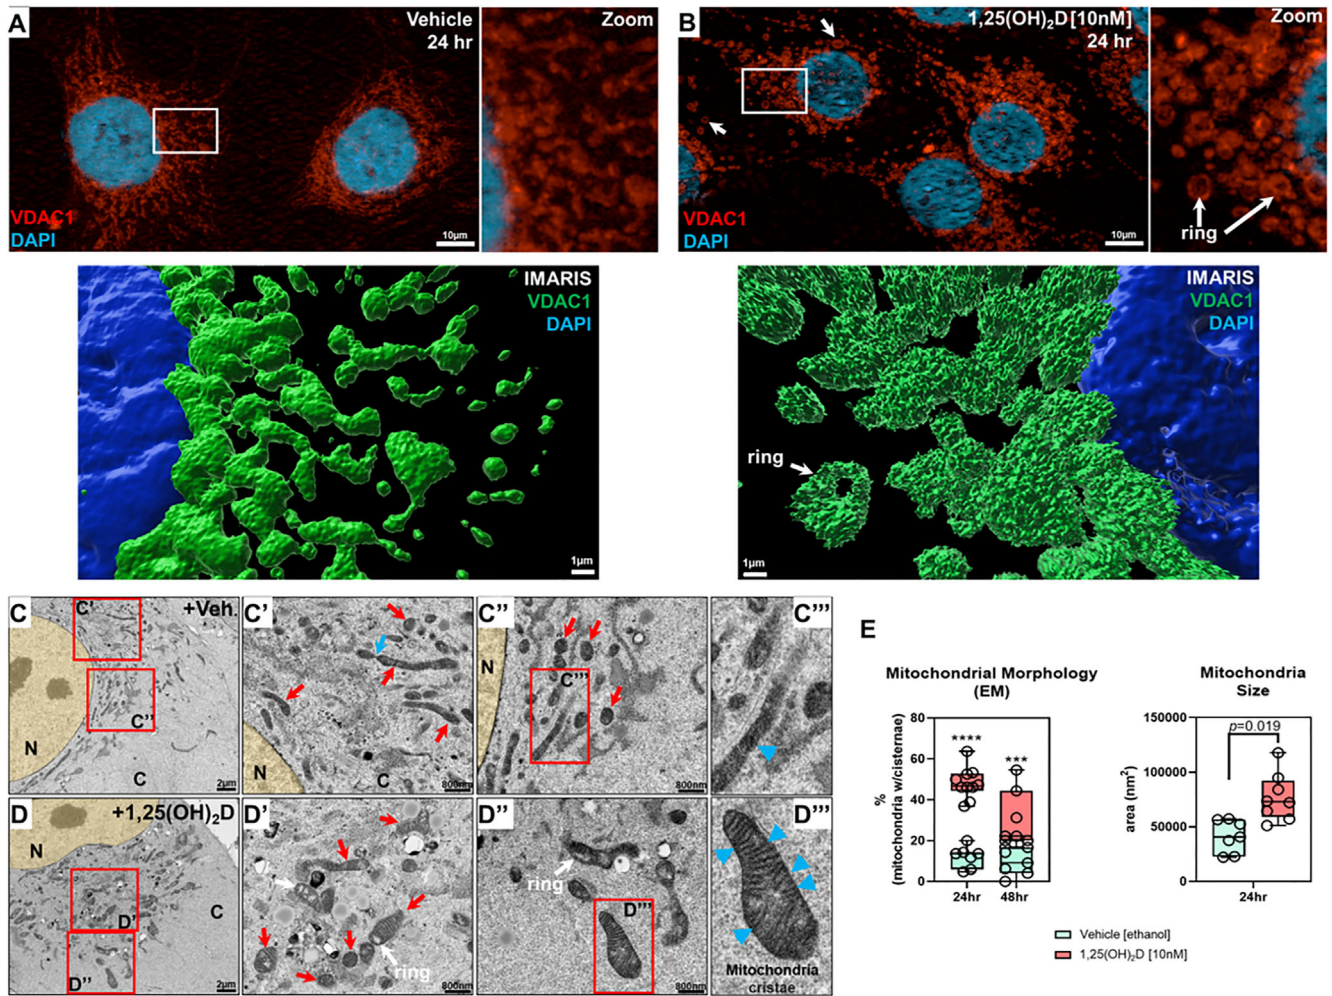 A
Vehicle
24 hr
Zoom
VDAC1
DAPI
10µm
B
1,25(OH)₂D[10nM]
24 hr
Zoom
VDAC1
DAPI
10µm
ring
IMARIS
VDAC1
DAPI
1µm
IMARIS
VDAC1
DAPI
ring
1µm
C
C'
+Veh.
C''
N
C
2µm
C'
N
C
800nm
C''
N
C'''
800nm
C'''
D
+1,25(OH)₂D
N
D'
C
D''
2µm
D'
ring
800nm
D''
ring
D'''
800nm
D'''
Mitochondria
cristae
E
Mitochondrial Morphology
(EM)
%
(mitochondria w/cisternae)
80
60
40
20
0
****
***
24hr
48hr
Mitochondria
Size
area (nm²)
150000
100000
50000
0
p=0.019
24hr
Vehicle [ethanol]
1,25(OH)₂D [10nM]